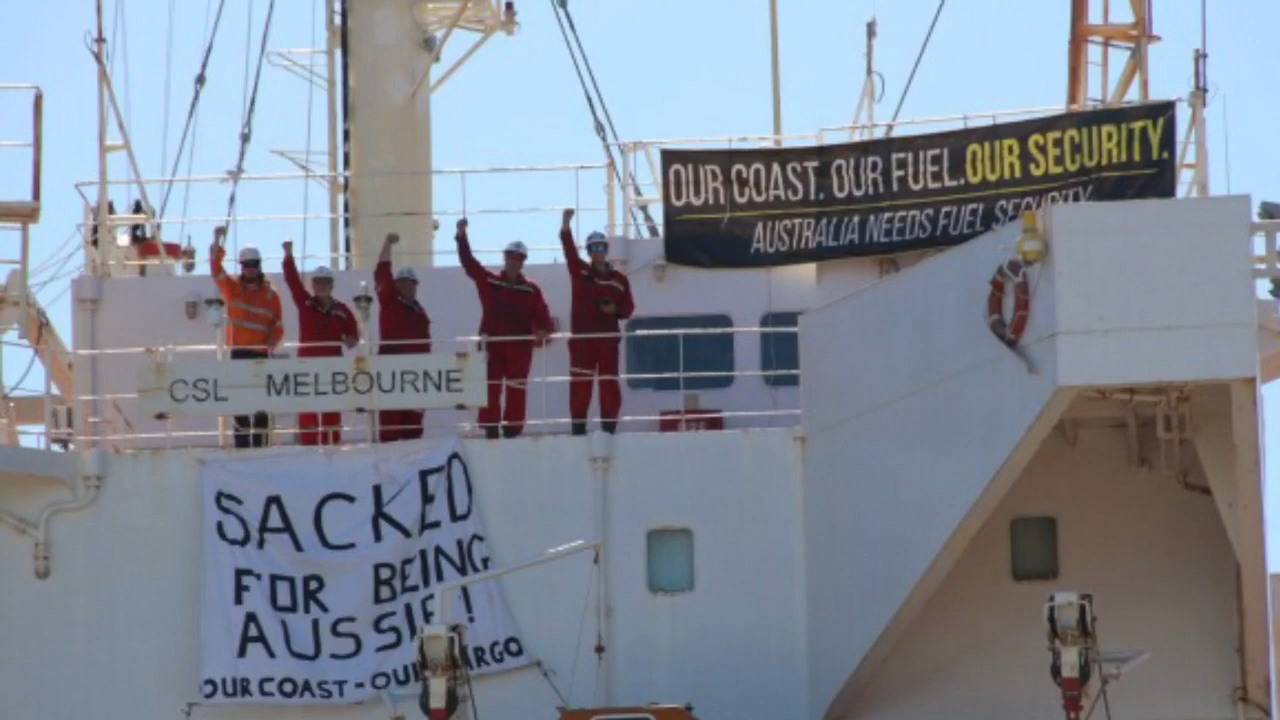 OUR COAST. OUR FUEL. OUR SECURITY.
AUSTRALIA NEEDS FUEL SECURITY
CSL MELBOURNE
SACKED
FOR BEING
AUSSIE!
OUR COAST - OUR CARGO